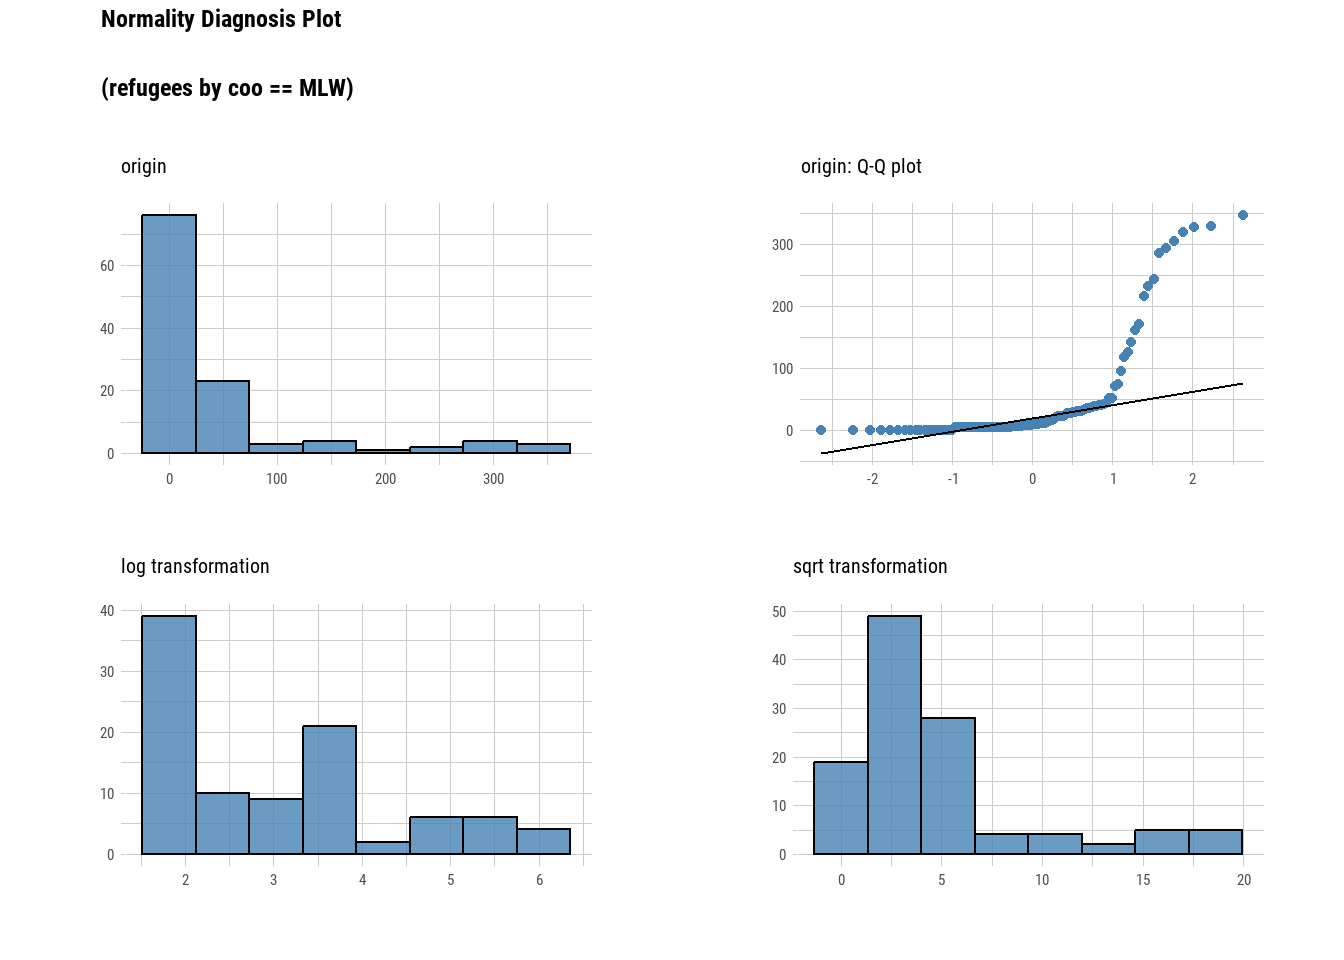 Normality Diagnosis Plot
(refugees by coo == MLW)
origin
60
40
20
0
0 100 200 300
origin: Q-Q plot
300
200
100
0
-2 -1 0 1 2
log transformation
40
30
20
10
0
2 3 4 5 6
sqrt transformation
50
40
30
20
10
0
0 5 10 15 20